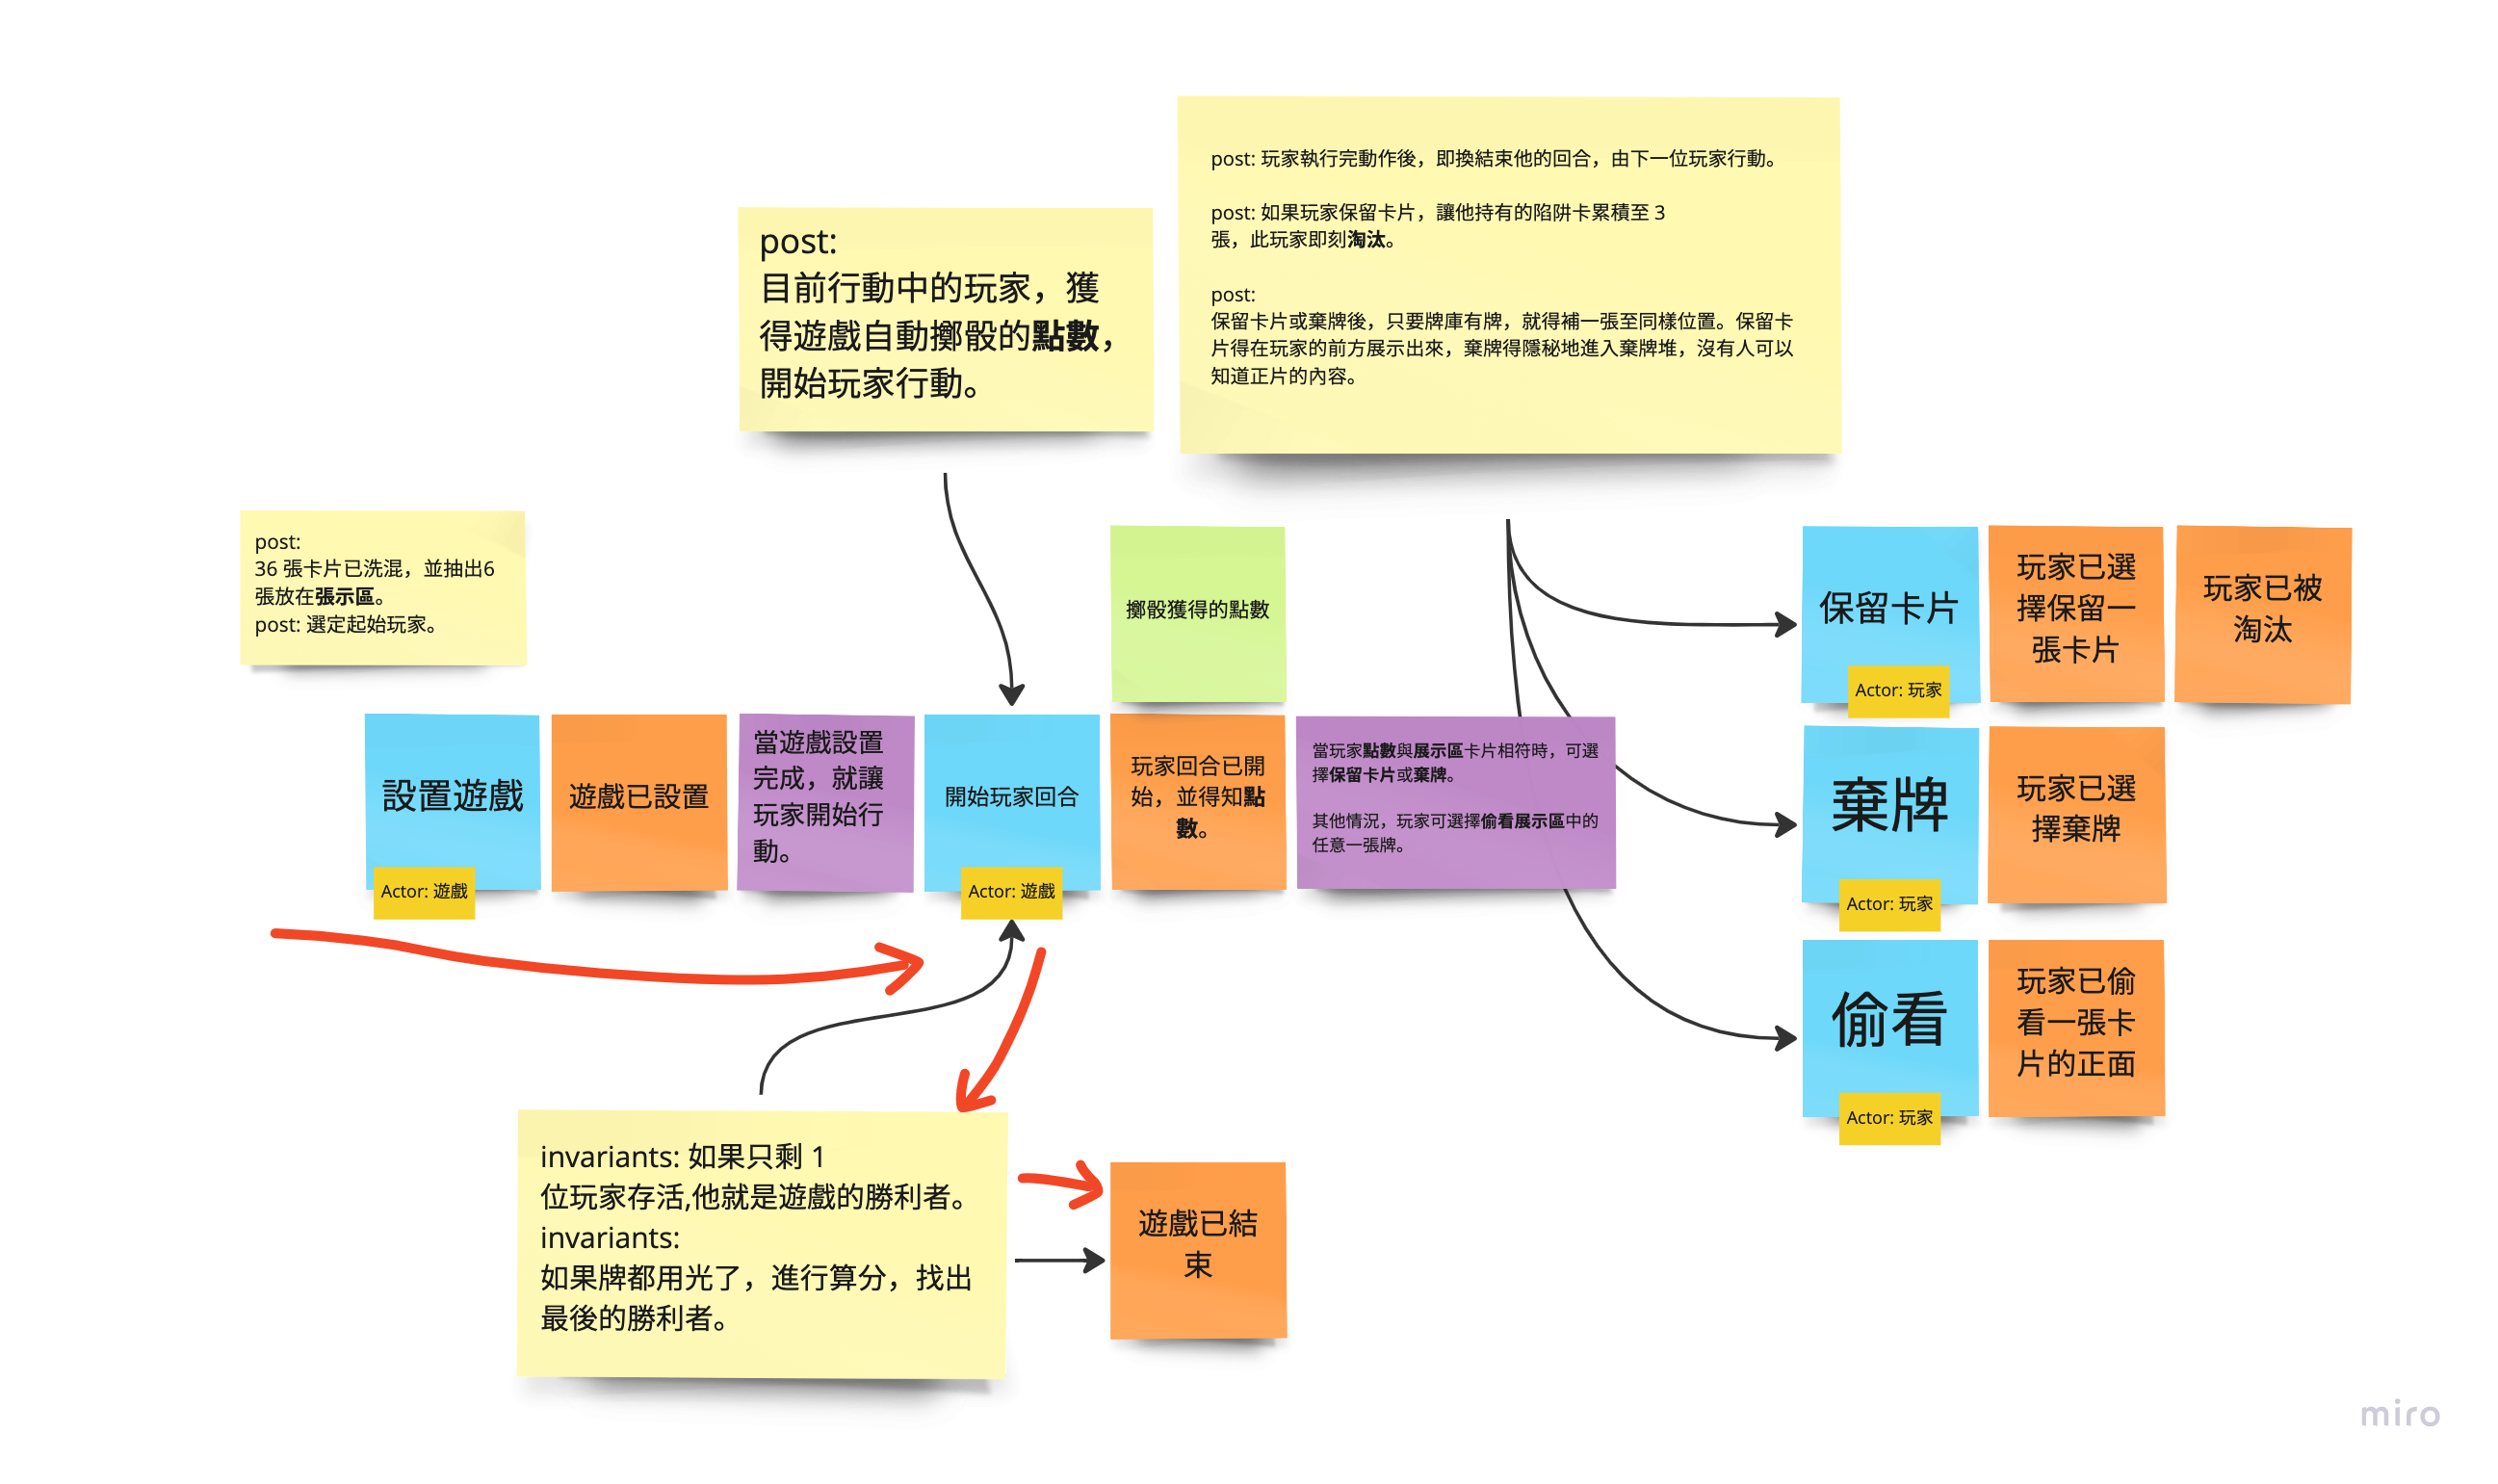 post: 玩家執行完動作後，即換結束他的回合，由下一位玩家行動。
post: 如果玩家保留卡片，讓他持有的陷阱卡累積至 3
張，此玩家即刻淘汰。
post:
保留卡片或棄牌後，只要牌庫有牌，就得補一張至同樣位置。保留卡
片得在玩家的前方展示出來，棄牌得隱秘地進入棄牌堆，沒有人可以
知道正片的內容。
post:
目前行動中的玩家，獲
得遊戲自動擲骰的點數，
開始玩家行動。
post:
36 張卡片已洗混，並抽出6
張放在張示區。
post: 選定起始玩家。
擲骰獲得的點數
保留卡片
Actor: 玩家
玩家已選
擇保留一
張卡片
玩家已被
淘汰
設置遊戲
Actor: 遊戲
遊戲已設置
當遊戲設置
完成，就讓
玩家開始行
動。
開始玩家回合
Actor: 遊戲
玩家回合已開
始，並得知點
數。
當玩家點數與展示區卡片相符時，可選
擇保留卡片或棄牌。
其他情況，玩家可選擇偷看展示區中的
任意一張牌。
棄牌
Actor: 玩家
玩家已選
擇棄牌
偷看
Actor: 玩家
玩家已偷
看一張卡
片的正面
invariants: 如果只剩 1
位玩家存活,他就是遊戲的勝利者。
invariants:
如果牌都用光了，進行算分，找出
最後的勝利者。
遊戲已結
束
miro